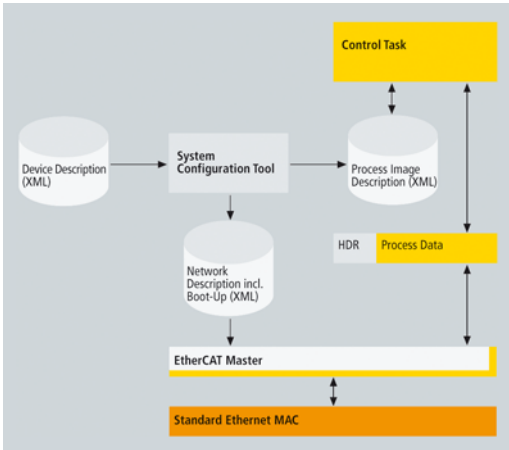 Control Task
Device Description
(XML)
System
Configuration Tool
Process Image
Description (XML)
HDR
Process Data
Network
Description incl.
Boot-Up (XML)
EtherCAT Master
Standard Ethernet MAC